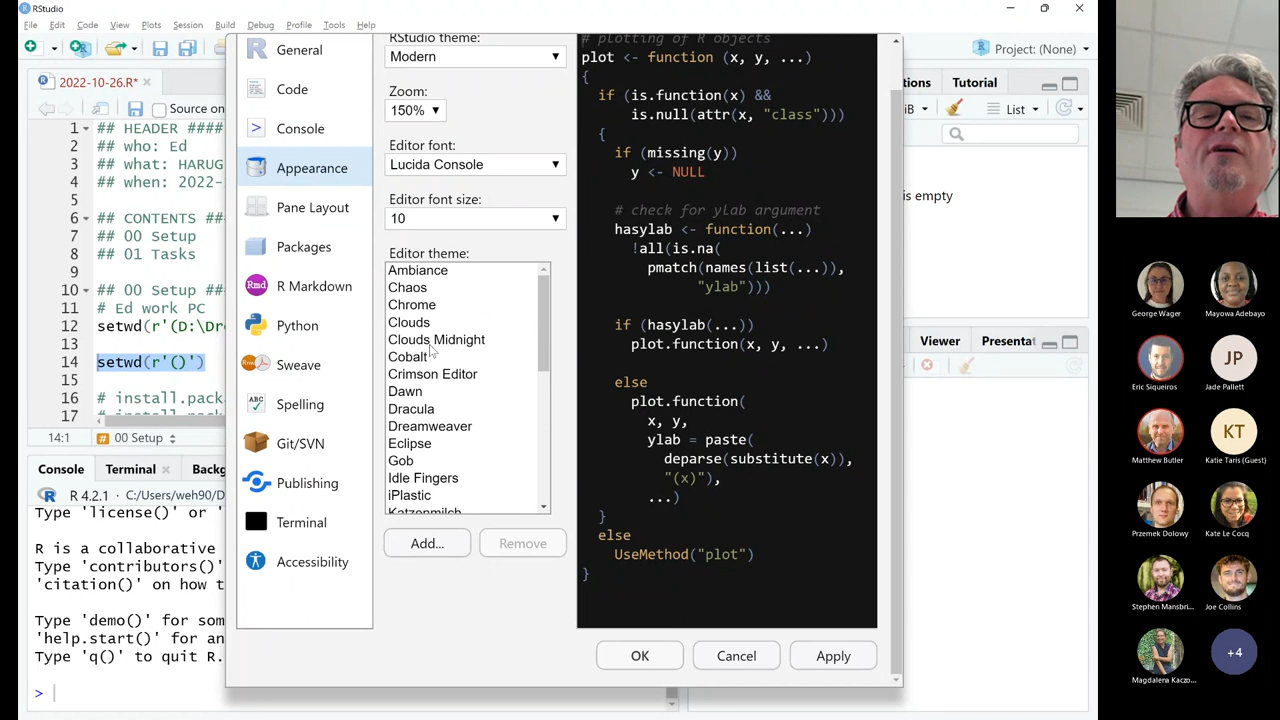 RStudio
File Edit Code View Plots Session Build Debug Profile Tools Help
Project: (None)
2022-10-26.R*
Source on
1 ## HEADER ####
2 ## who: Ed
3 ## what: HARUG
4 ## when: 2022-
5
6 ## CONTENTS ##
7 ## 00 Setup
8 ## 01 Tasks
9
10 ## 00 Setup ##
11 # Ed work PC
12 setwd(r'(D:\Dr
13
14 setwd(r'()')
15
16 # install.pack
17
14:1 # 00 Setup
Console Terminal Backg
R 4.2.1 · C:/Users/weh90/D
Type 'license()' or '
R is a collaborative
Type 'contributors()'
'citation()' on how t
Type 'demo()' for som
'help.start()' for an
Type 'q()' to quit R.
>
General
Code
Console
Appearance
Pane Layout
Packages
Rmd R Markdown
Python
Rnw Sweave
ABC Spelling
Git/SVN
Publishing
Terminal
Accessibility
RStudio theme:
Modern
Zoom:
150%
Editor font:
Lucida Console
Editor font size:
10
Editor theme:
Ambiance
Chaos
Chrome
Clouds
Clouds Midnight
Cobalt
Crimson Editor
Dawn
Dracula
Dreamweaver
Eclipse
Gob
Idle Fingers
iPlastic
Katzenmilch
Add... Remove
# plotting of R objects
plot <- function (x, y, ...)
{
if (is.function(x) &&
is.null(attr(x, "class")))
{
if (missing(y))
y <- NULL
# check for ylab argument
hasylab <- function(...)
!all(is.na(
pmatch(names(list(...)),
"ylab")))
if (hasylab(...))
plot.function(x, y, ...)
else
plot.function(
x, y,
ylab = paste(
deparse(substitute(x)),
"(x)"),
...)
}
else
UseMethod("plot")
}
OK Cancel Apply
tions Tutorial
iB List
is empty
Viewer Presenta
George Wager Mayowa Adebayo
JP
Eric Siqueiros Jade Pallett
KT
Matthew Butler Katie Taris (Guest)
Przemek Dolowy Kate Le Cocq
Stephen Mansbri... Joe Collins
+4
Magdalena Kaczo...